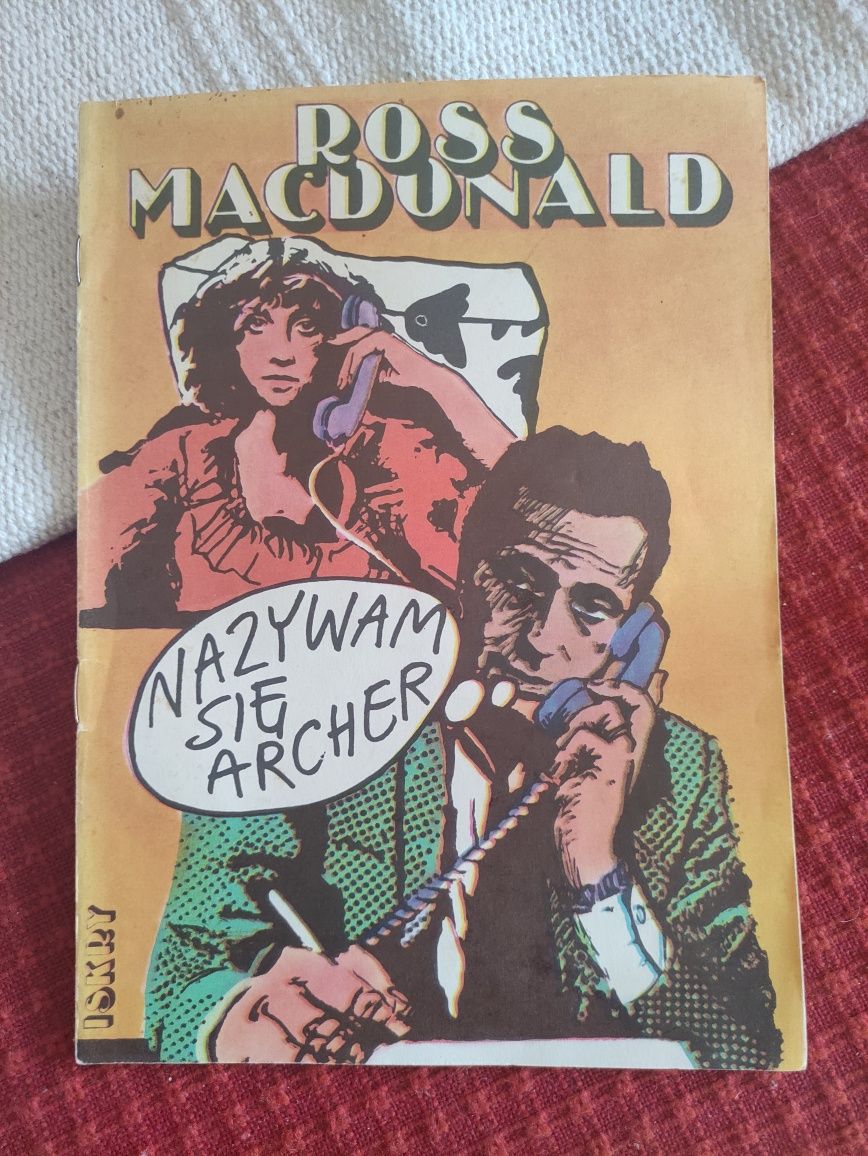 ROSS
MACDONALD
NAZYWAM
SIĘ
ARCHER
ISKRY